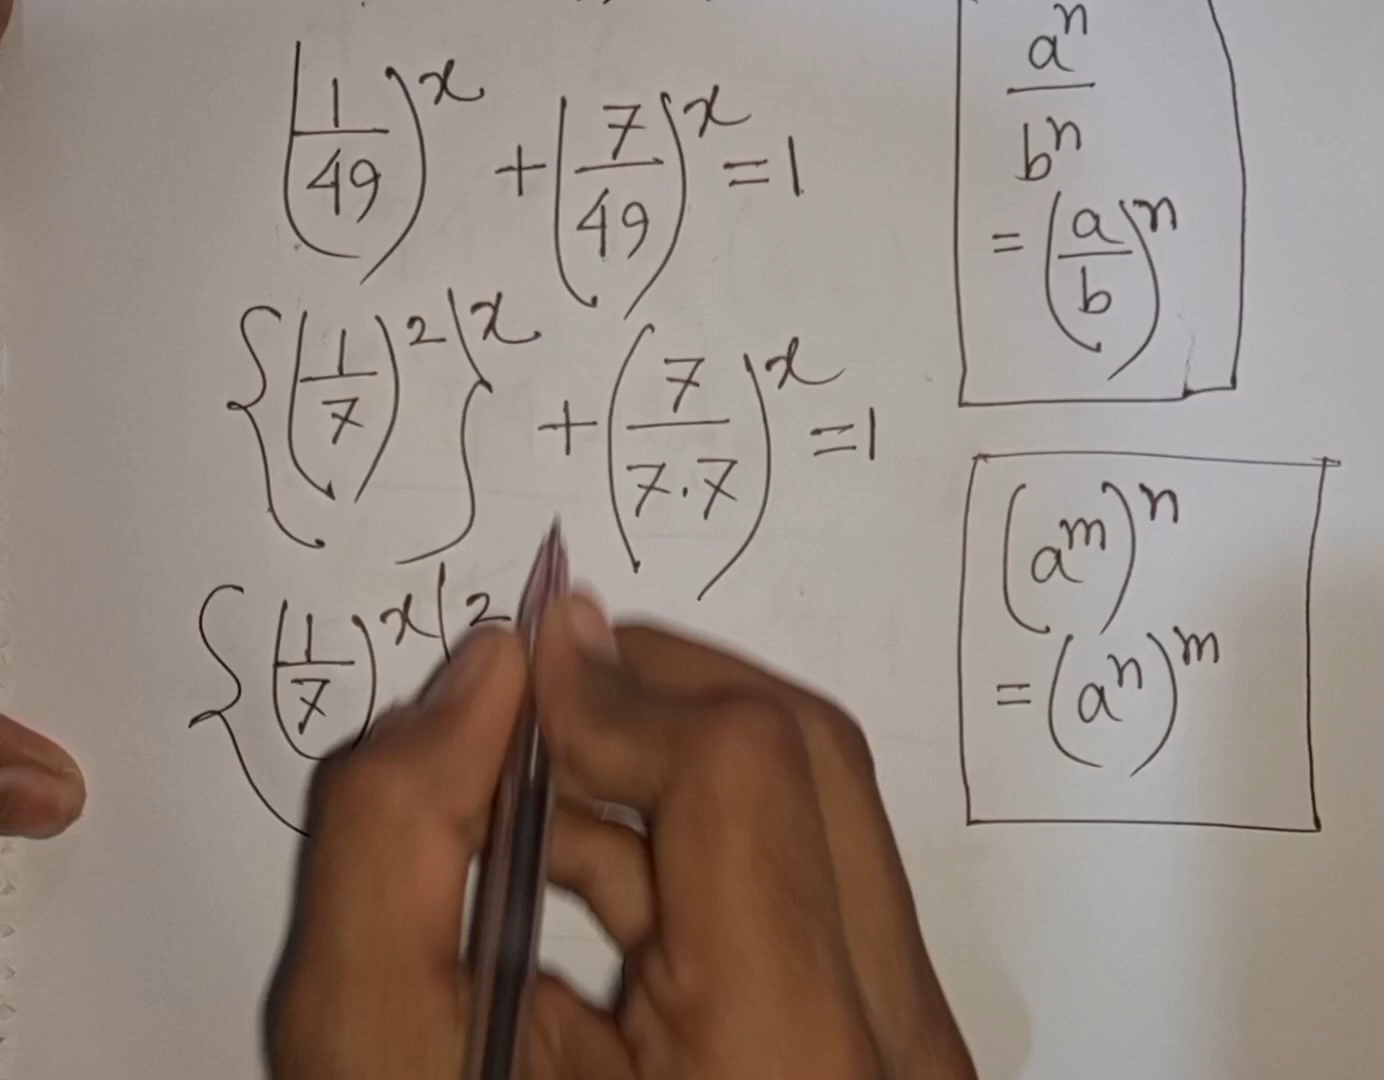 (1/49)^x + (7/49)^x = 1
{(1/7)^2}^x + (7/7.7)^x = 1
{(1/7)^x}^2
a^n/b^n
= (a/b)^n
(a^m)^n
= (a^n)^m